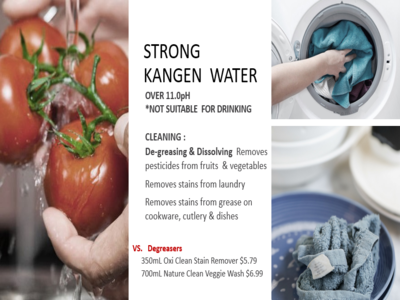 STRONG
KANGEN WATER
OVER 11.0pH
*NOT SUITABLE FOR DRINKING
CLEANING :
De-greasing & Dissolving Removes
pesticides from fruits & vegetables
Removes stains from laundry
Removes stains from grease on
cookware, cutlery & dishes
VS. Degreasers
350mL Oxi Clean Stain Remover $5.79
700mL Nature Clean Veggie Wash $6.99